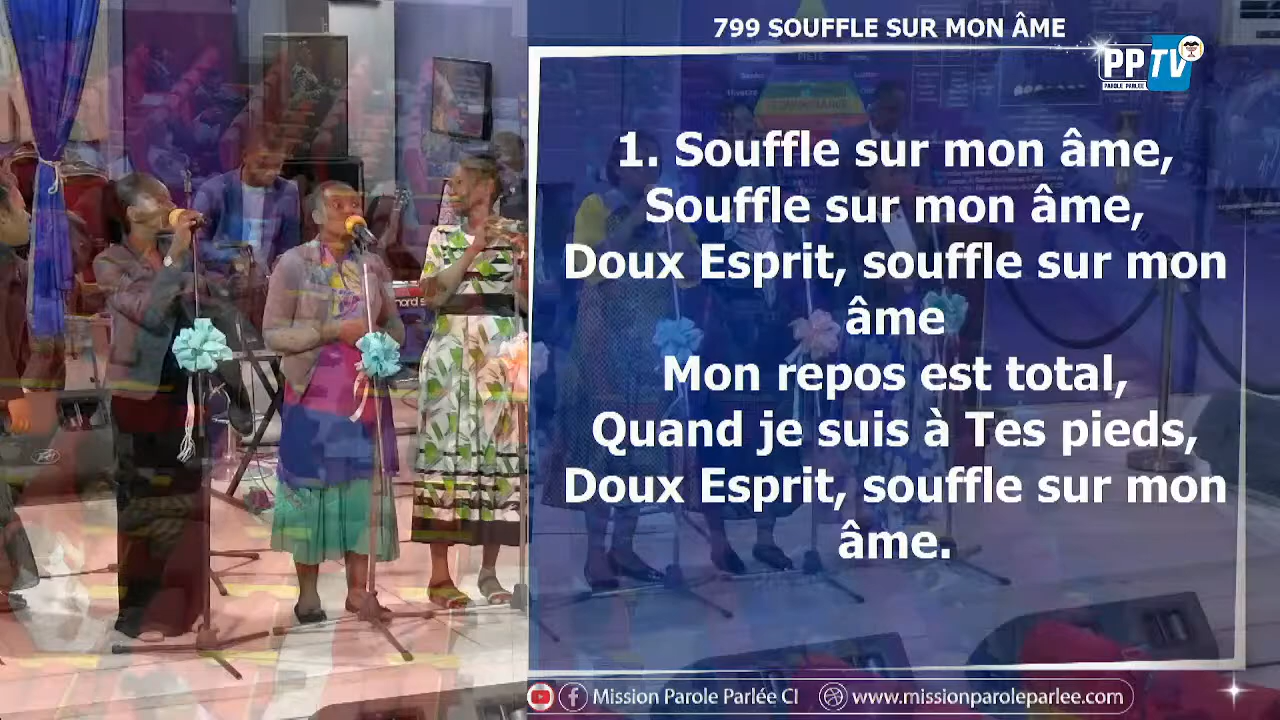 799 SOUFFLE SUR MON ÂME
PP TV
PAROLE PARLÉE
1. Souffle sur mon âme,
Souffle sur mon âme,
Doux Esprit, souffle sur mon
âme
Mon repos est total,
Quand je suis à Tes pieds,
Doux Esprit, souffle sur mon
âme.
Mission Parole Parlée CI
www.missionparoleparlee.com